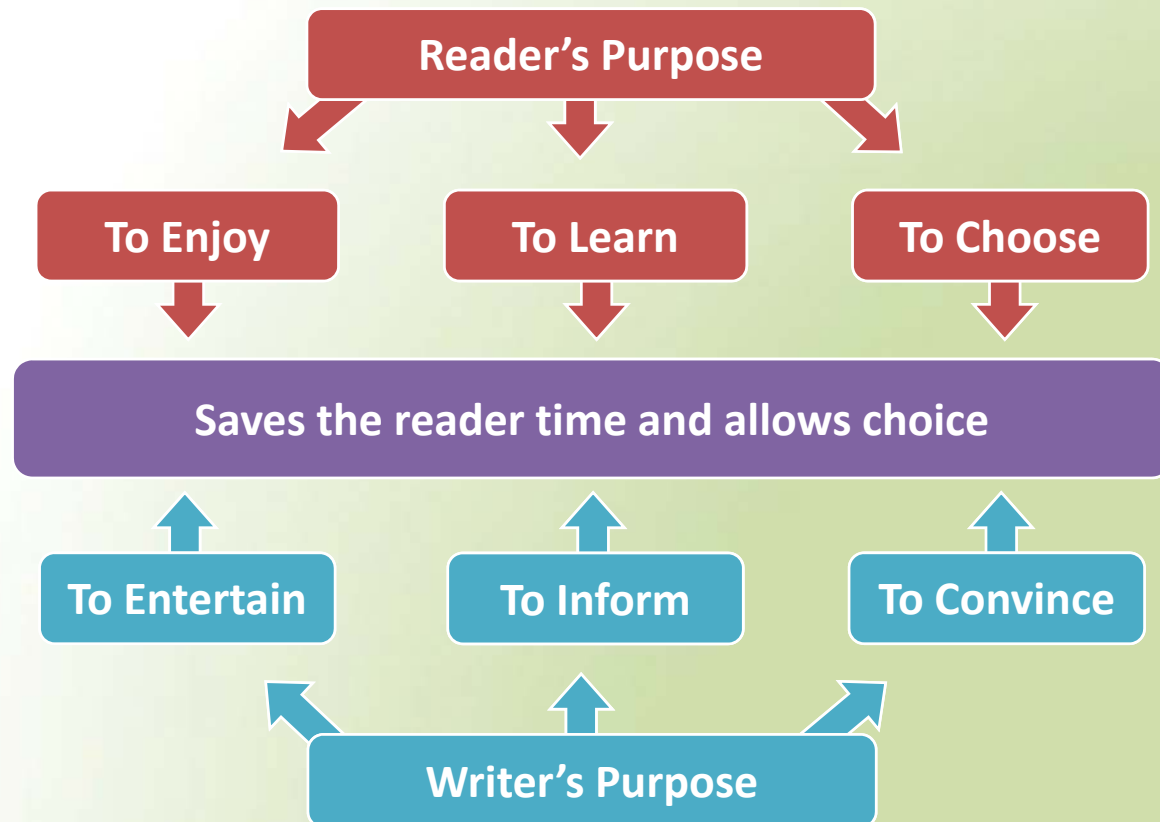 Reader’s Purpose
To Enjoy
To Learn
To Choose
Saves the reader time and allows choice
To Entertain
To Inform
To Convince
Writer’s Purpose